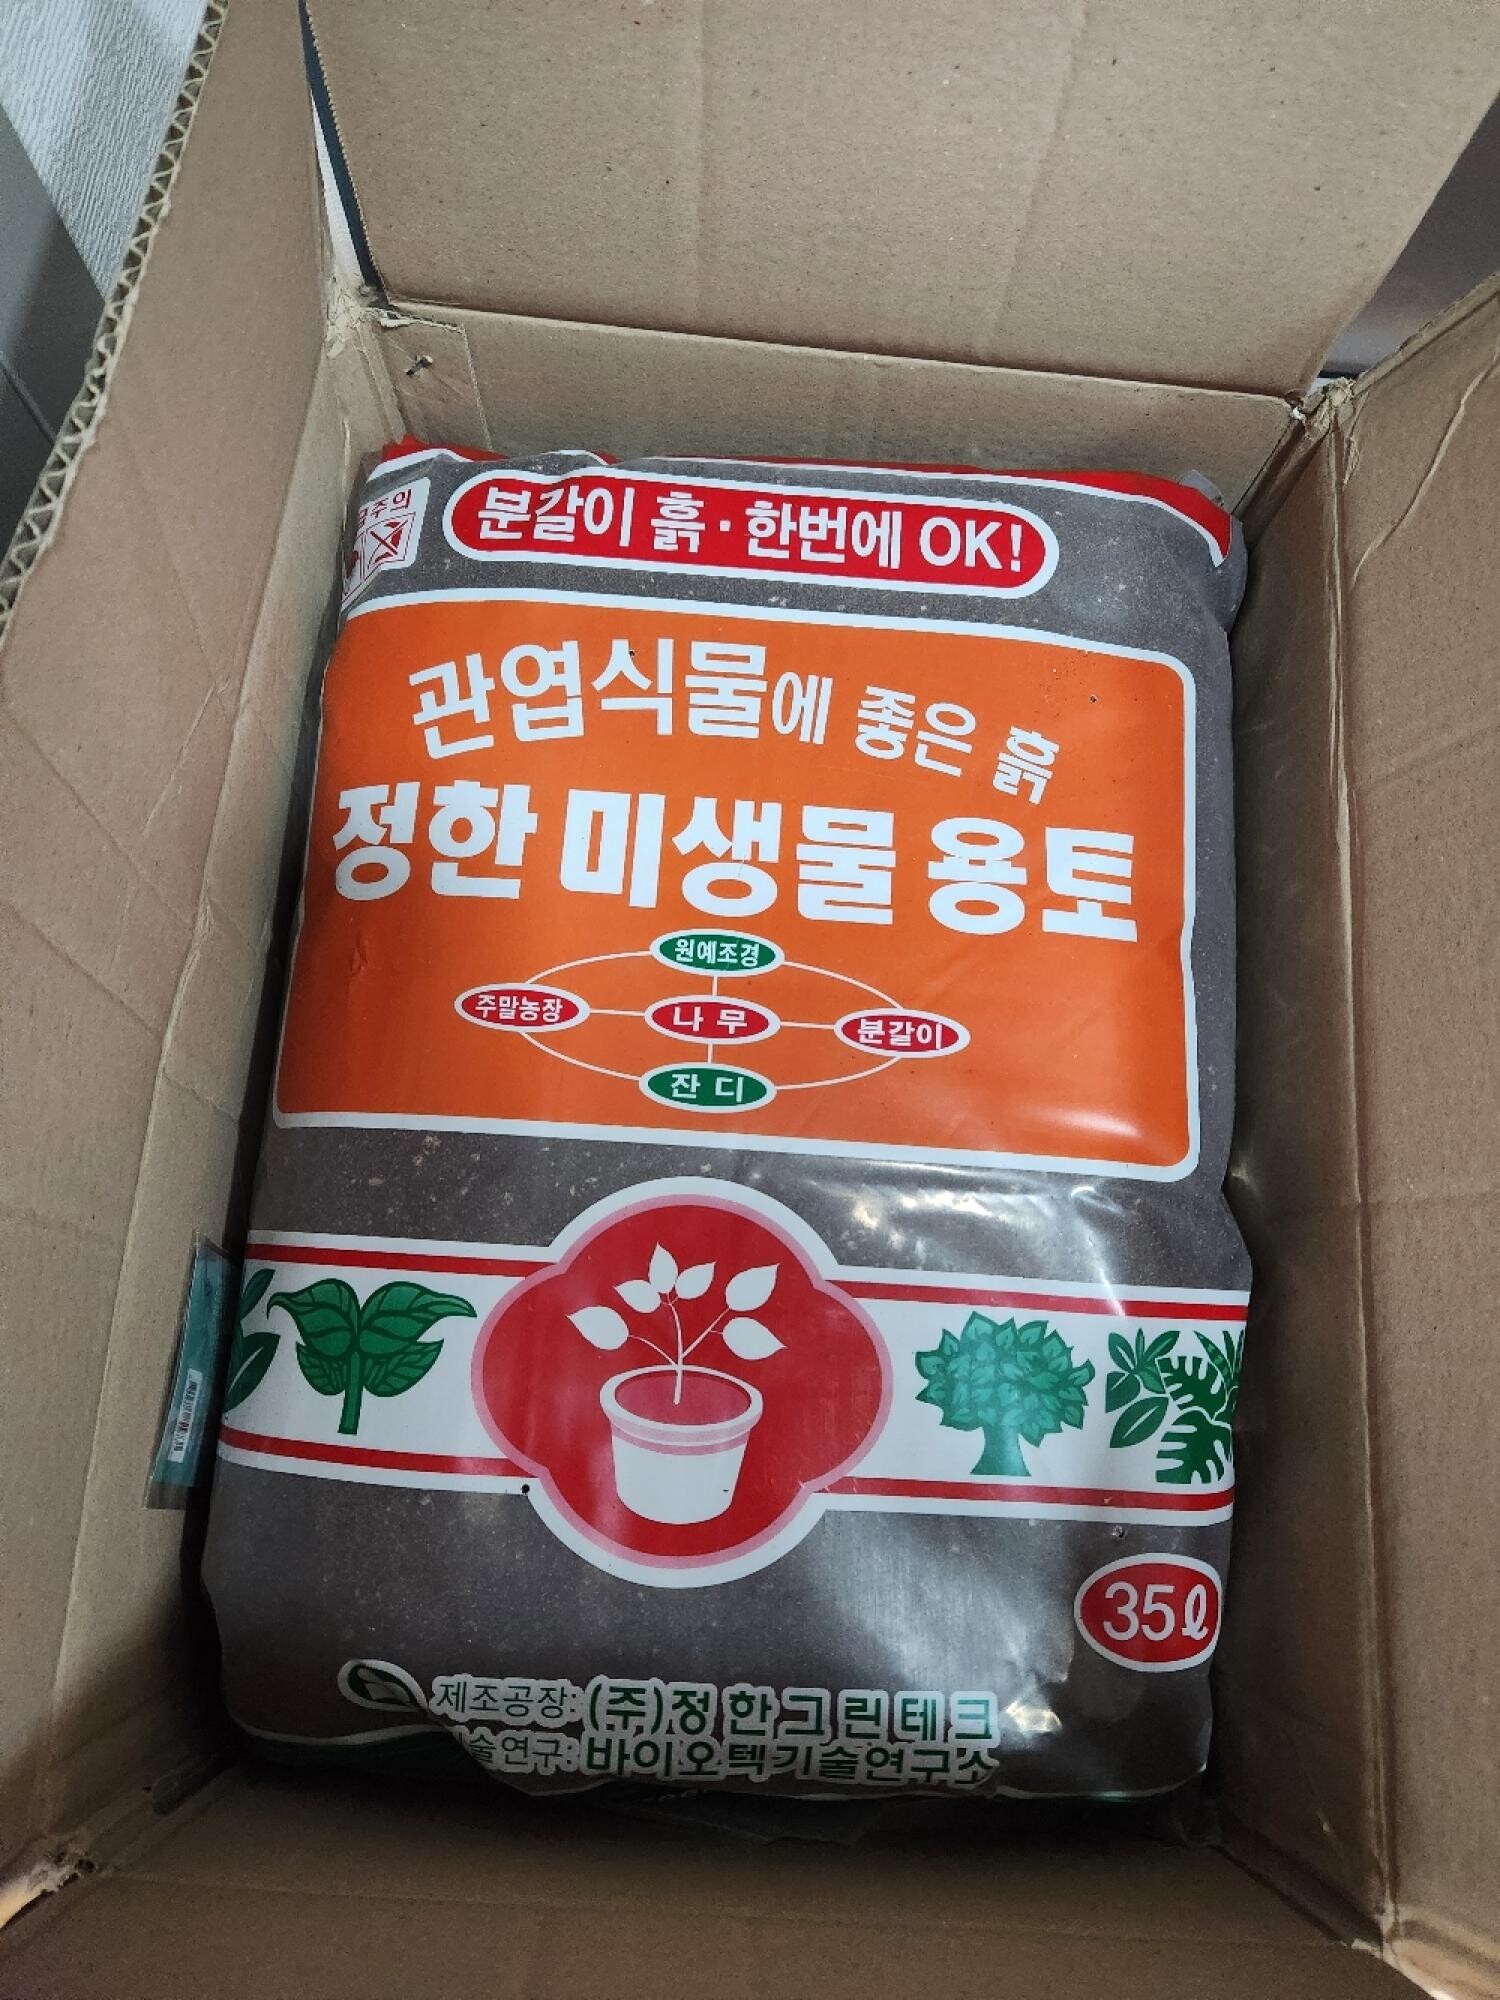 분갈이 흙·한번에 OK!
관엽식물에 좋은 흙
정한 미생물 용토
원예조경
주말농장 나무 분갈이
잔디
35ℓ
제조공장: (주)정한그린테크
바이오텍기술연구소